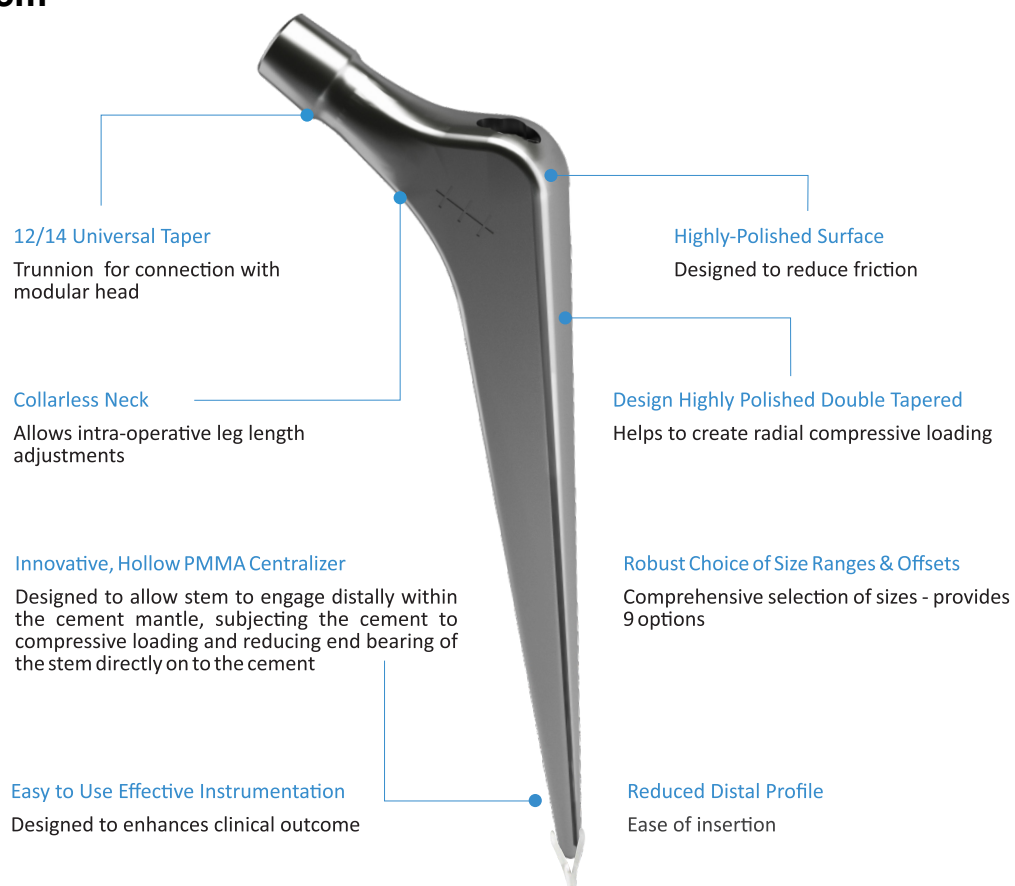 12/14 Universal Taper
Trunnion for connection with
modular head
Highly-Polished Surface
Designed to reduce friction
Collarless Neck
Allows intra-operative leg length
adjustments
Design Highly Polished Double Tapered
Helps to create radial compressive loading
Innovative, Hollow PMMA Centralizer
Designed to allow stem to engage distally within
the cement mantle, subjecting the cement to
compressive loading and reducing end bearing of
the stem directly on to the cement
Robust Choice of Size Ranges & Offsets
Comprehensive selection of sizes - provides
9 options
Easy to Use Effective Instrumentation
Designed to enhances clinical outcome
Reduced Distal Profile
Ease of insertion